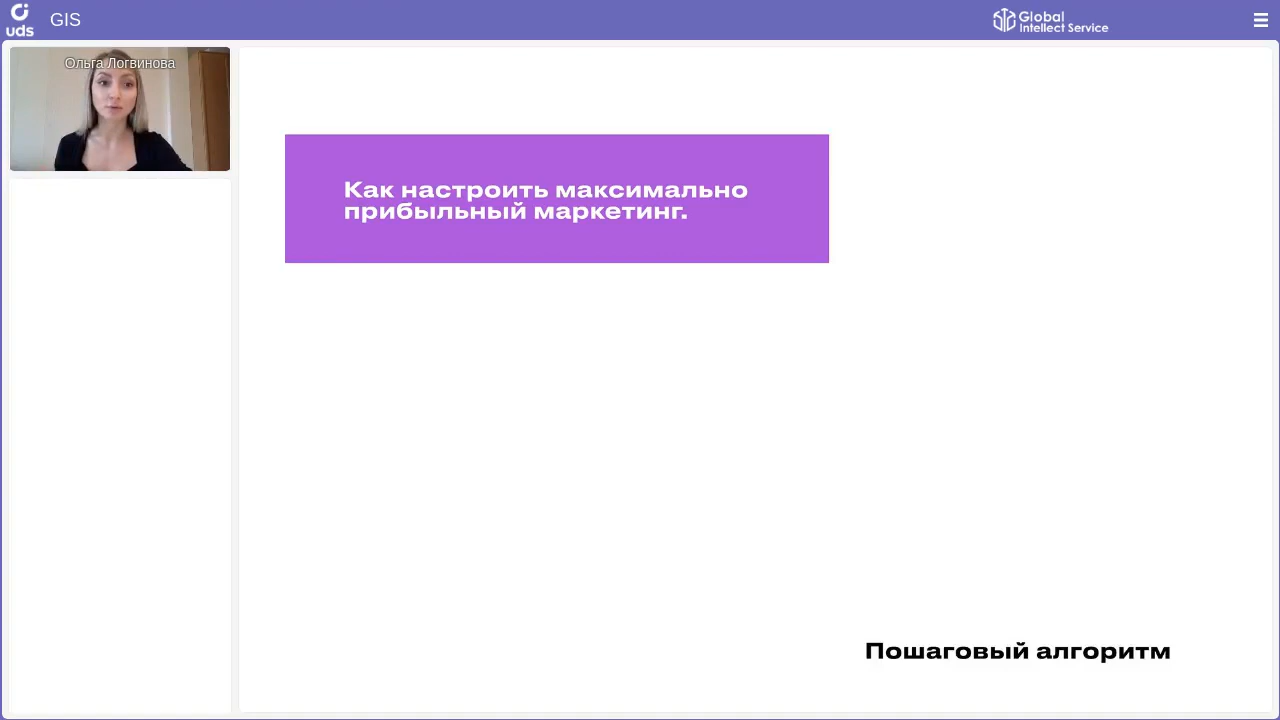 uds
GIS
Global
Intellect Service
Ольга Логвинова
Как настроить максимально
прибыльный маркетинг.
Пошаговый алгоритм